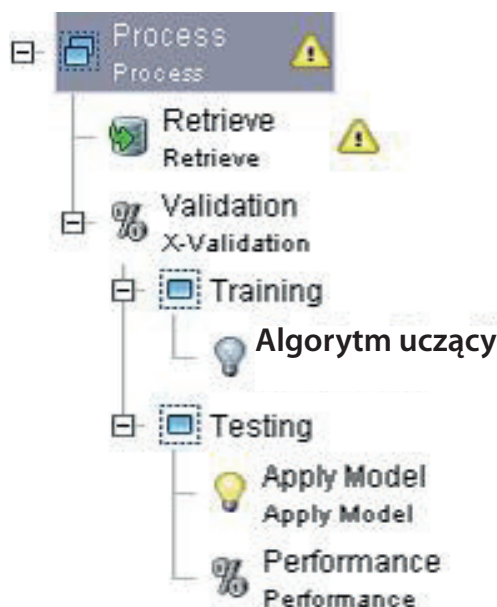 Process
Process
Retrieve
Retrieve
Validation
X-Validation
Training
Algorytm uczący
Testing
Apply Model
Apply Model
Performance
Performance